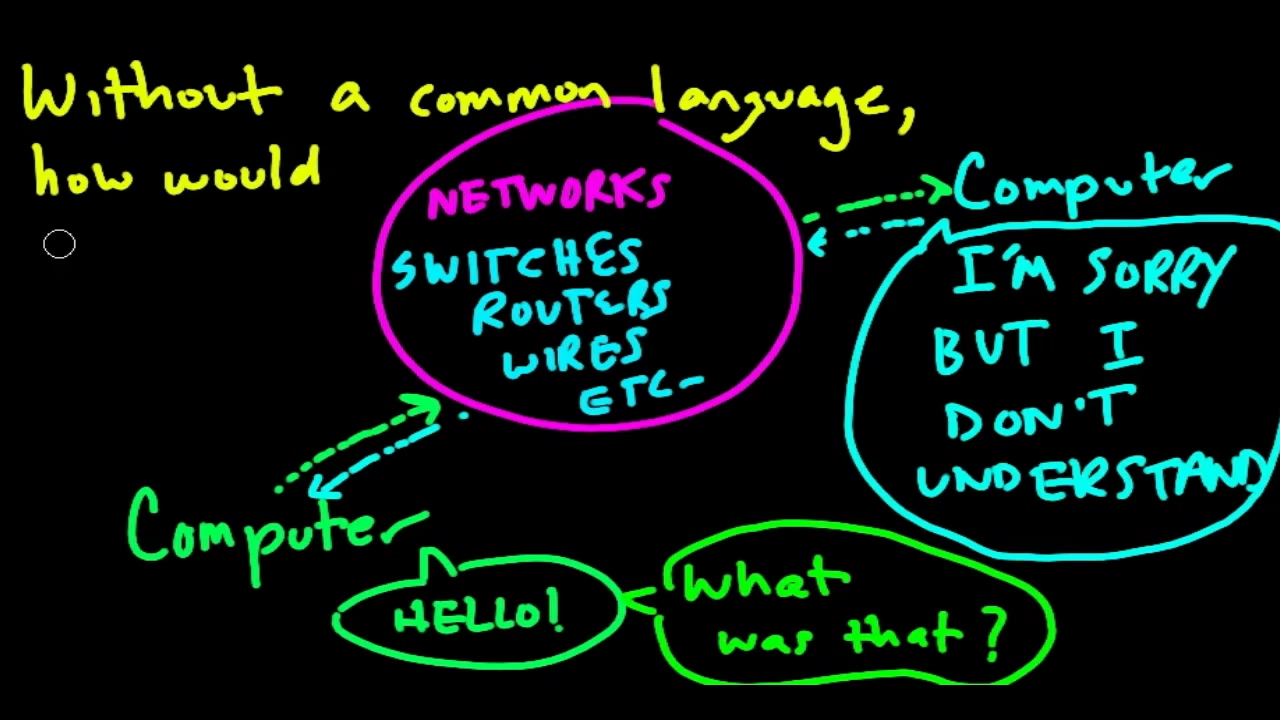 Without a common language,
how would
NETWORKS
SWITCHES
ROUTERS
WIRES
ETC-
Computer
I'M SORRY
BUT I
DON'T
UNDERSTAND
Computer
HELLO!
What
was that?